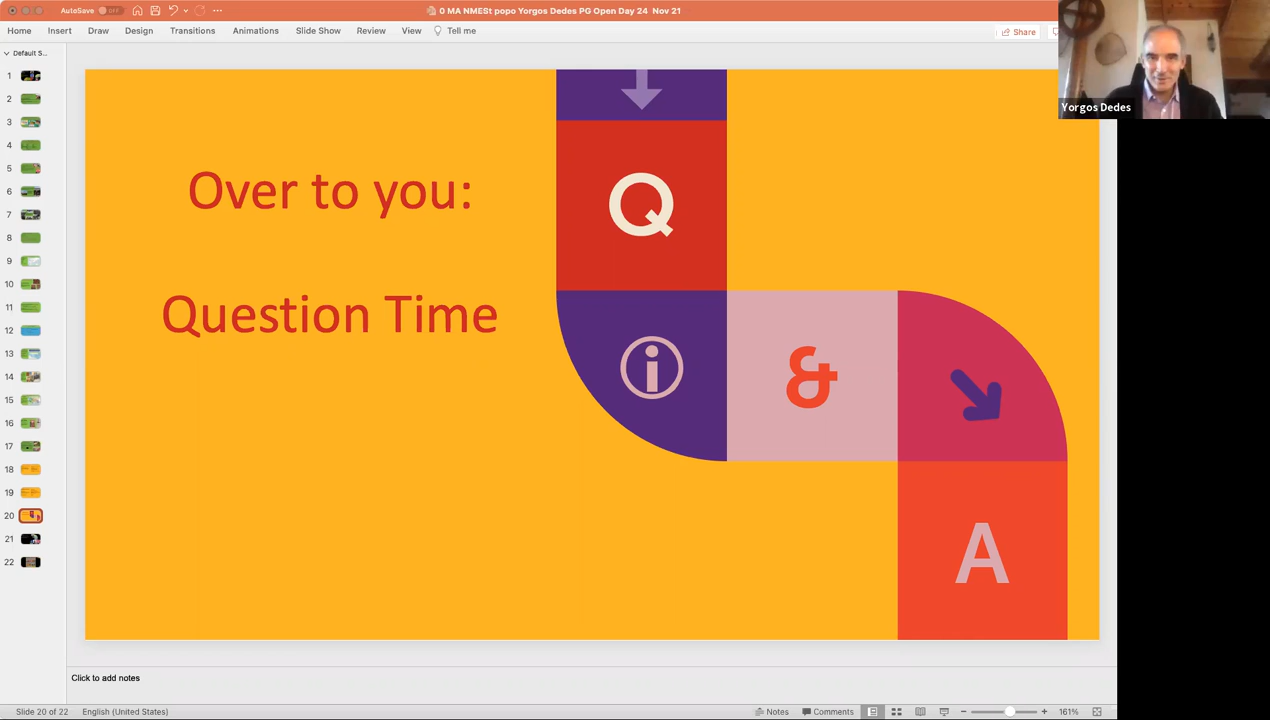 AutoSave OFF
0 MA NMESt popo Yorgos Dedes PG Open Day 24 Nov 21
Home Insert Draw Design Transitions Animations Slide Show Review View Tell me
Share
Default S...
1
2
3
4
5
6
7
8
9
10
11
12
13
14
15
16
17
18
19
20
21
22
Over to you:
Question Time
Q
i
&
A
Yorgos Dedes
Click to add notes
Slide 20 of 22 English (United States)
Notes Comments
161%